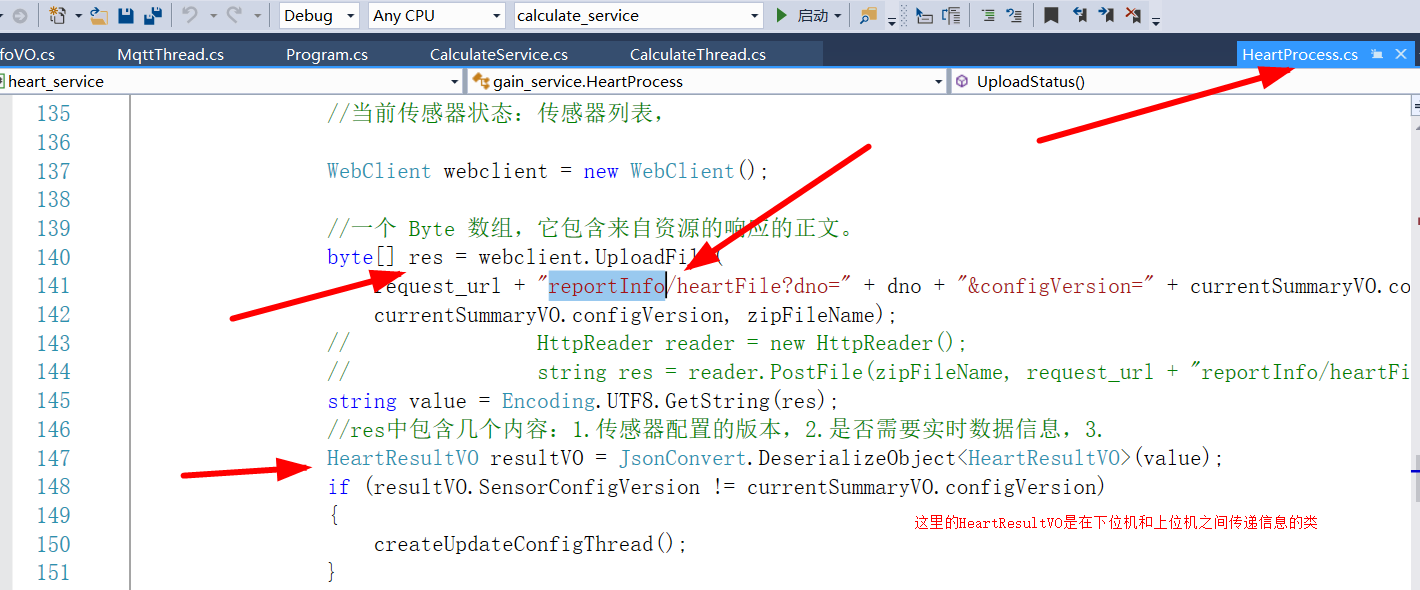 Debug
Any CPU
calculate_service
启动
foVO.cs
MqttThread.cs
Program.cs
CalculateService.cs
CalculateThread.cs
HeartProcess.cs
heart_service
gain_service.HeartProcess
UploadStatus()
135 //当前传感器状态：传感器列表，
136
137 WebClient webclient = new WebClient();
138
139 //一个 Byte 数组，它包含来自资源的响应的正文。
140 byte[] res = webclient.UploadFil
141 request_url + "reportInfo/heartFile?dno=" + dno + "&configVersion=" + currentSummaryVO.co
142 currentSummaryVO.configVersion, zipFileName);
143 // HttpReader reader = new HttpReader();
144 // string res = reader.PostFile(zipFileName, request_url + "reportInfo/heartFi
145 string value = Encoding.UTF8.GetString(res);
146 //res中包含几个内容：1.传感器配置的版本，2.是否需要实时数据信息，3.
147 HeartResultVO resultVO = JsonConvert.DeserializeObject<HeartResultVO>(value);
148 if (resultVO.SensorConfigVersion != currentSummaryVO.configVersion)
149 {
这里的HeartResultVO是在下位机和上位机之间传递信息的类
150 createUpdateConfigThread();
151 }